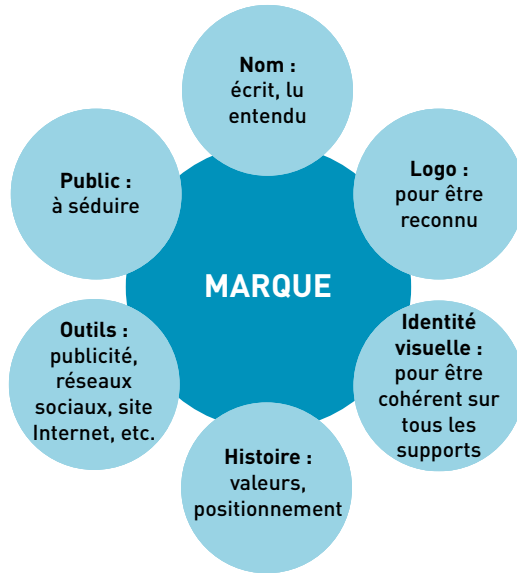 Nom :
écrit, lu
entendu
Logo :
pour être
reconnu
Identité
visuelle :
pour être
cohérent sur
tous les
supports
Histoire :
valeurs,
positionnement
Outils :
publicité,
réseaux
sociaux, site
Internet, etc.
Public :
à séduire
MARQUE